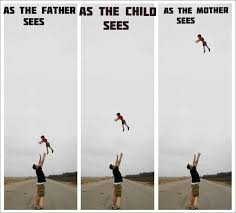 AS THE FATHER
SEES
AS THE CHILD
SEES
AS THE MOTHER
SEES